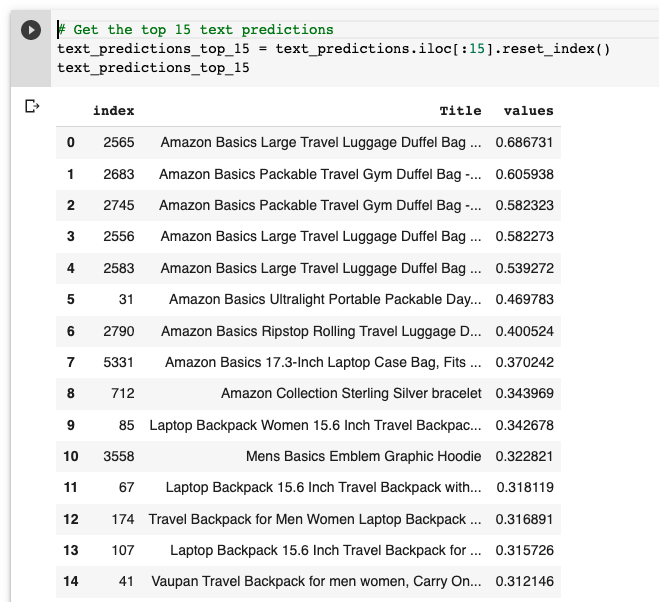 # Get the top 15 text predictions
text_predictions_top_15 = text_predictions.iloc[:15].reset_index()
text_predictions_top_15
index Title values
0 2565 Amazon Basics Large Travel Luggage Duffel Bag ... 0.686731
1 2683 Amazon Basics Packable Travel Gym Duffel Bag -... 0.605938
2 2745 Amazon Basics Packable Travel Gym Duffel Bag -... 0.582323
3 2556 Amazon Basics Large Travel Luggage Duffel Bag ... 0.582273
4 2583 Amazon Basics Large Travel Luggage Duffel Bag ... 0.539272
5 31 Amazon Basics Ultralight Portable Packable Day... 0.469783
6 2790 Amazon Basics Ripstop Rolling Travel Luggage D... 0.400524
7 5331 Amazon Basics 17.3-Inch Laptop Case Bag, Fits ... 0.370242
8 712 Amazon Collection Sterling Silver bracelet 0.343969
9 85 Laptop Backpack Women 15.6 Inch Travel Backpac... 0.342678
10 3558 Mens Basics Emblem Graphic Hoodie 0.322821
11 67 Laptop Backpack 15.6 Inch Travel Backpack with... 0.318119
12 174 Travel Backpack for Men Women Laptop Backpack ... 0.316891
13 107 Laptop Backpack 15.6 Inch Travel Backpack for ... 0.315726
14 41 Vaupan Travel Backpack for men women, Carry On... 0.312146